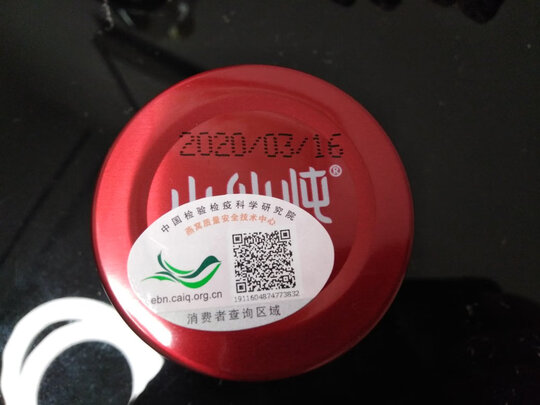 2020/03/16
小仙炖®
中国检验检疫科学研究院
燕窝质量安全技术中心
ebn.caiq.org.cn
1911604874773832
消费者查询区域